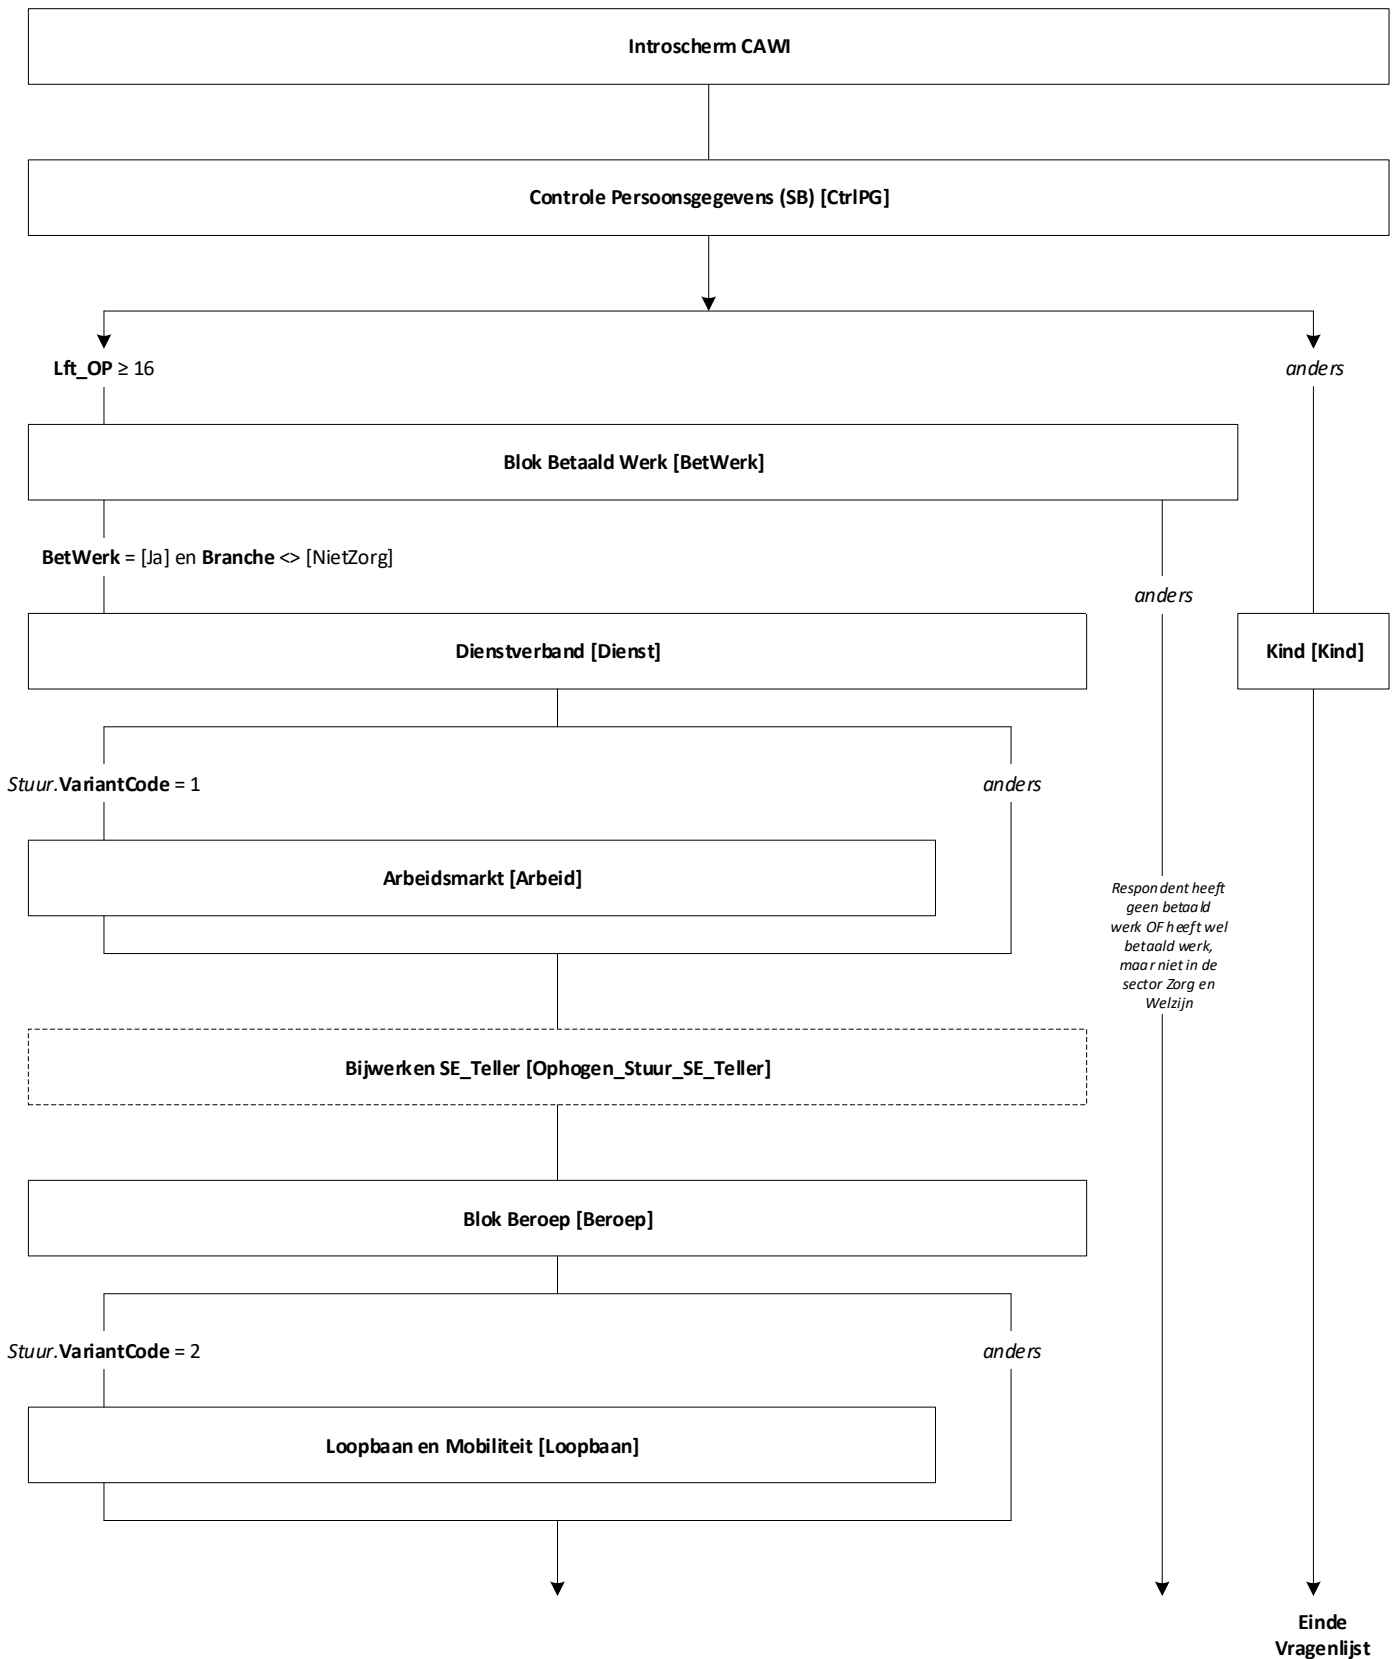 Introscherm CAWI
Controle Persoonsgegevens (SB) [CtrlPG]
Lft_OP ≥ 16
anders
Blok Betaald Werk [BetWerk]
BetWerk = [Ja] en Branche <> [NietZorg]
anders
Dienstverband [Dienst]
Kind [Kind]
Stuur.VariantCode = 1
anders
Arbeidsmarkt [Arbeid]
Respondent heeft
geen betaald
werk OF heeft wel
betaald werk,
maar niet in de
sector Zorg en
Welzijn
Bijwerken SE_Teller [Ophogen_Stuur_SE_Teller]
Blok Beroep [Beroep]
Stuur.VariantCode = 2
anders
Loopbaan en Mobiliteit [Loopbaan]
Einde
Vragenlijst